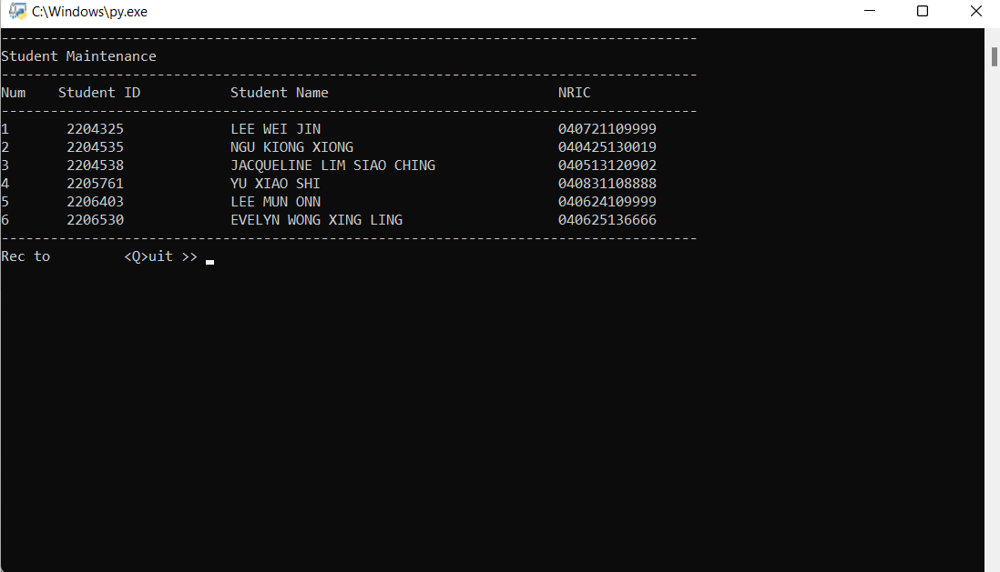 C:\Windows\py.exe
-------------------------------------------------------------------------------------
Student Maintenance
-------------------------------------------------------------------------------------
Num    Student ID           Student Name                            NRIC
-------------------------------------------------------------------------------------
1       2204325             LEE WEI JIN                             040721109999
2       2204535             NGU KIONG XIONG                         040425130019
3       2204538             JACQUELINE LIM SIAO CHING               040513120902
4       2205761             YU XIAO SHI                             040831108888
5       2206403             LEE MUN ONN                             040624109999
6       2206530             EVELYN WONG XING LING                   040625136666
-------------------------------------------------------------------------------------
Rec to         <Q>uit >>